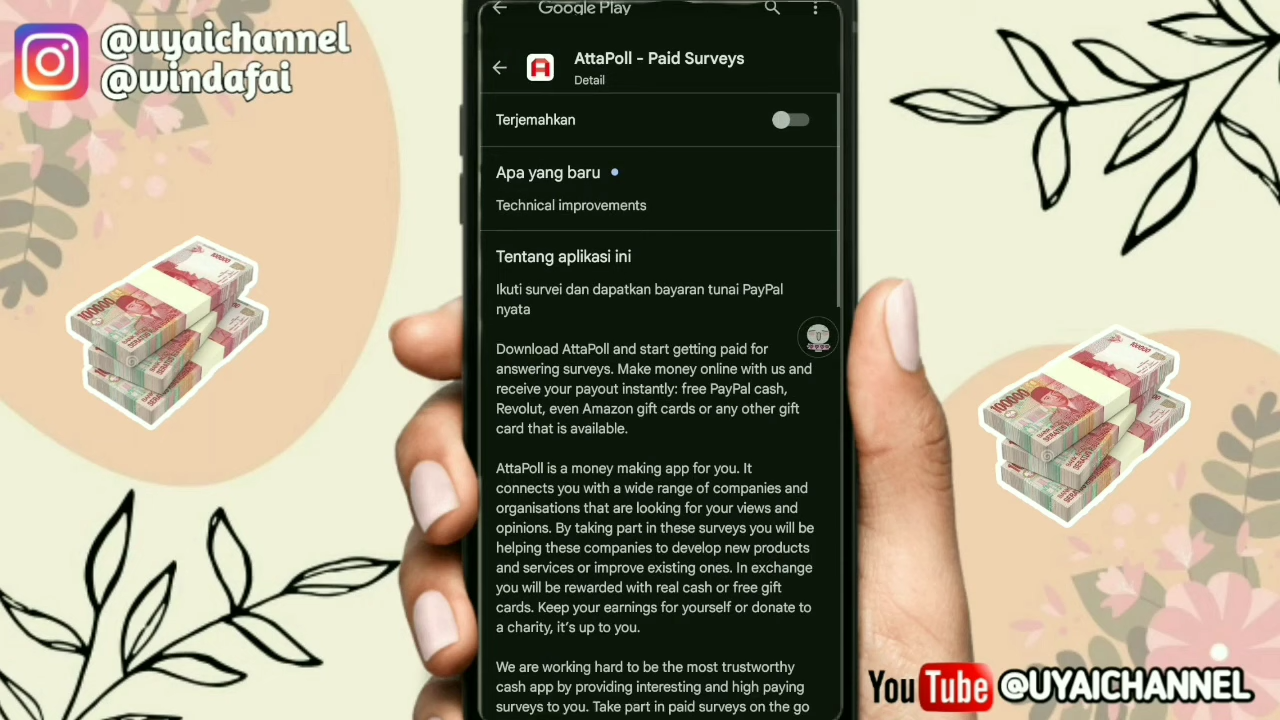 @uyaichannel
@windafai
Google Play
AttaPoll - Paid Surveys
Detail
Terjemahkan
Apa yang baru
Technical improvements
Tentang aplikasi ini
Ikuti survei dan dapatkan bayaran tunai PayPal
nyata
Download AttaPoll and start getting paid for
answering surveys. Make money online with us and
receive your payout instantly: free PayPal cash,
Revolut, even Amazon gift cards or any other gift
card that is available.
AttaPoll is a money making app for you. It
connects you with a wide range of companies and
organisations that are looking for your views and
opinions. By taking part in these surveys you will be
helping these companies to develop new products
and services or improve existing ones. In exchange
you will be rewarded with real cash or free gift
cards. Keep your earnings for yourself or donate to
a charity, it's up to you.
We are working hard to be the most trustworthy
cash app by providing interesting and high paying
surveys to you. Take part in paid surveys on the go
100000
100000
100000
100000
YouTube @UYAICHANNEL